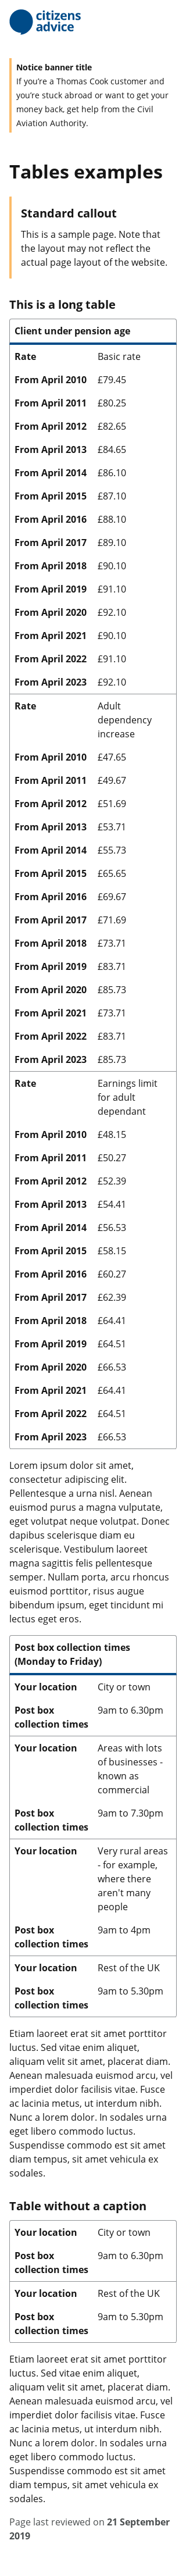 citizens
advice
Notice banner title
If you’re a Thomas Cook customer and
you’re stuck abroad or want to get your
money back, get help from the Civil
Aviation Authority.
Tables examples
Standard callout
This is a sample page. Note that
the layout may not reflect the
actual page layout of the website.
This is a long table
Client under pension age
Rate Basic rate
From April 2010 £79.45
From April 2011 £80.25
From April 2012 £82.65
From April 2013 £84.65
From April 2014 £86.10
From April 2015 £87.10
From April 2016 £88.10
From April 2017 £89.10
From April 2018 £90.10
From April 2019 £91.10
From April 2020 £92.10
From April 2021 £90.10
From April 2022 £91.10
From April 2023 £92.10
Rate Adult
dependency
increase
From April 2010 £47.65
From April 2011 £49.67
From April 2012 £51.69
From April 2013 £53.71
From April 2014 £55.73
From April 2015 £65.65
From April 2016 £69.67
From April 2017 £71.69
From April 2018 £73.71
From April 2019 £83.71
From April 2020 £85.73
From April 2021 £73.71
From April 2022 £83.71
From April 2023 £85.73
Rate Earnings limit
for adult
dependant
From April 2010 £48.15
From April 2011 £50.27
From April 2012 £52.39
From April 2013 £54.41
From April 2014 £56.53
From April 2015 £58.15
From April 2016 £60.27
From April 2017 £62.39
From April 2018 £64.41
From April 2019 £64.51
From April 2020 £66.53
From April 2021 £64.41
From April 2022 £64.51
From April 2023 £66.53
Lorem ipsum dolor sit amet,
consectetur adipiscing elit.
Pellentesque a urna nisl. Aenean
euismod purus a magna vulputate,
eget volutpat neque volutpat. Donec
dapibus scelerisque diam eu
scelerisque. Vestibulum laoreet
magna sagittis felis pellentesque
semper. Nullam porta, arcu rhoncus
euismod porttitor, risus augue
bibendum ipsum, eget tincidunt mi
lectus eget eros.
Post box collection times
(Monday to Friday)
Your location City or town
Post box 9am to 6.30pm
collection times
Your location Areas with lots
of businesses -
known as
commercial
Post box 9am to 7.30pm
collection times
Your location Very rural areas
- for example,
where there
aren't many
people
Post box 9am to 4pm
collection times
Your location Rest of the UK
Post box 9am to 5.30pm
collection times
Etiam laoreet erat sit amet porttitor
luctus. Sed vitae enim aliquet,
aliquam velit sit amet, placerat diam.
Aenean malesuada euismod arcu, vel
imperdiet dolor facilisis vitae. Fusce
ac lacinia metus, ut interdum nibh.
Nunc a lorem dolor. In sodales urna
eget libero commodo luctus.
Suspendisse commodo est sit amet
diam tempus, sit amet vehicula ex
sodales.
Table without a caption
Your location City or town
Post box 9am to 6.30pm
collection times
Your location Rest of the UK
Post box 9am to 5.30pm
collection times
Etiam laoreet erat sit amet porttitor
luctus. Sed vitae enim aliquet,
aliquam velit sit amet, placerat diam.
Aenean malesuada euismod arcu, vel
imperdiet dolor facilisis vitae. Fusce
ac lacinia metus, ut interdum nibh.
Nunc a lorem dolor. In sodales urna
eget libero commodo luctus.
Suspendisse commodo est sit amet
diam tempus, sit amet vehicula ex
sodales.
Page last reviewed on 21 September
2019